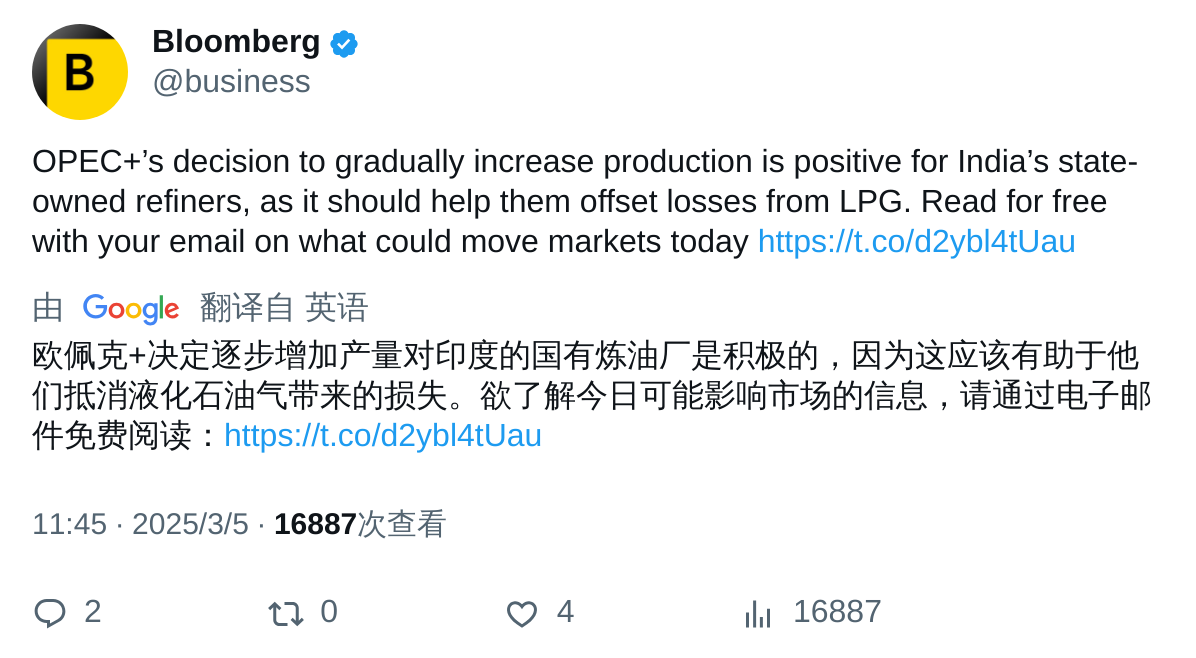 B
Bloomberg
@business
OPEC+’s decision to gradually increase production is positive for India’s state-
owned refiners, as it should help them offset losses from LPG. Read for free
with your email on what could move markets today https://t.co/d2ybl4tUau
由 Google 翻译自 英语
欧佩克+决定逐步增加产量对印度的国有炼油厂是积极的，因为这应该有助于他
们抵消液化石油气带来的损失。欲了解今日可能影响市场的信息，请通过电子邮
件免费阅读：https://t.co/d2ybl4tUau
11:45 · 2025/3/5 · 16887次查看
2 0 4 16887